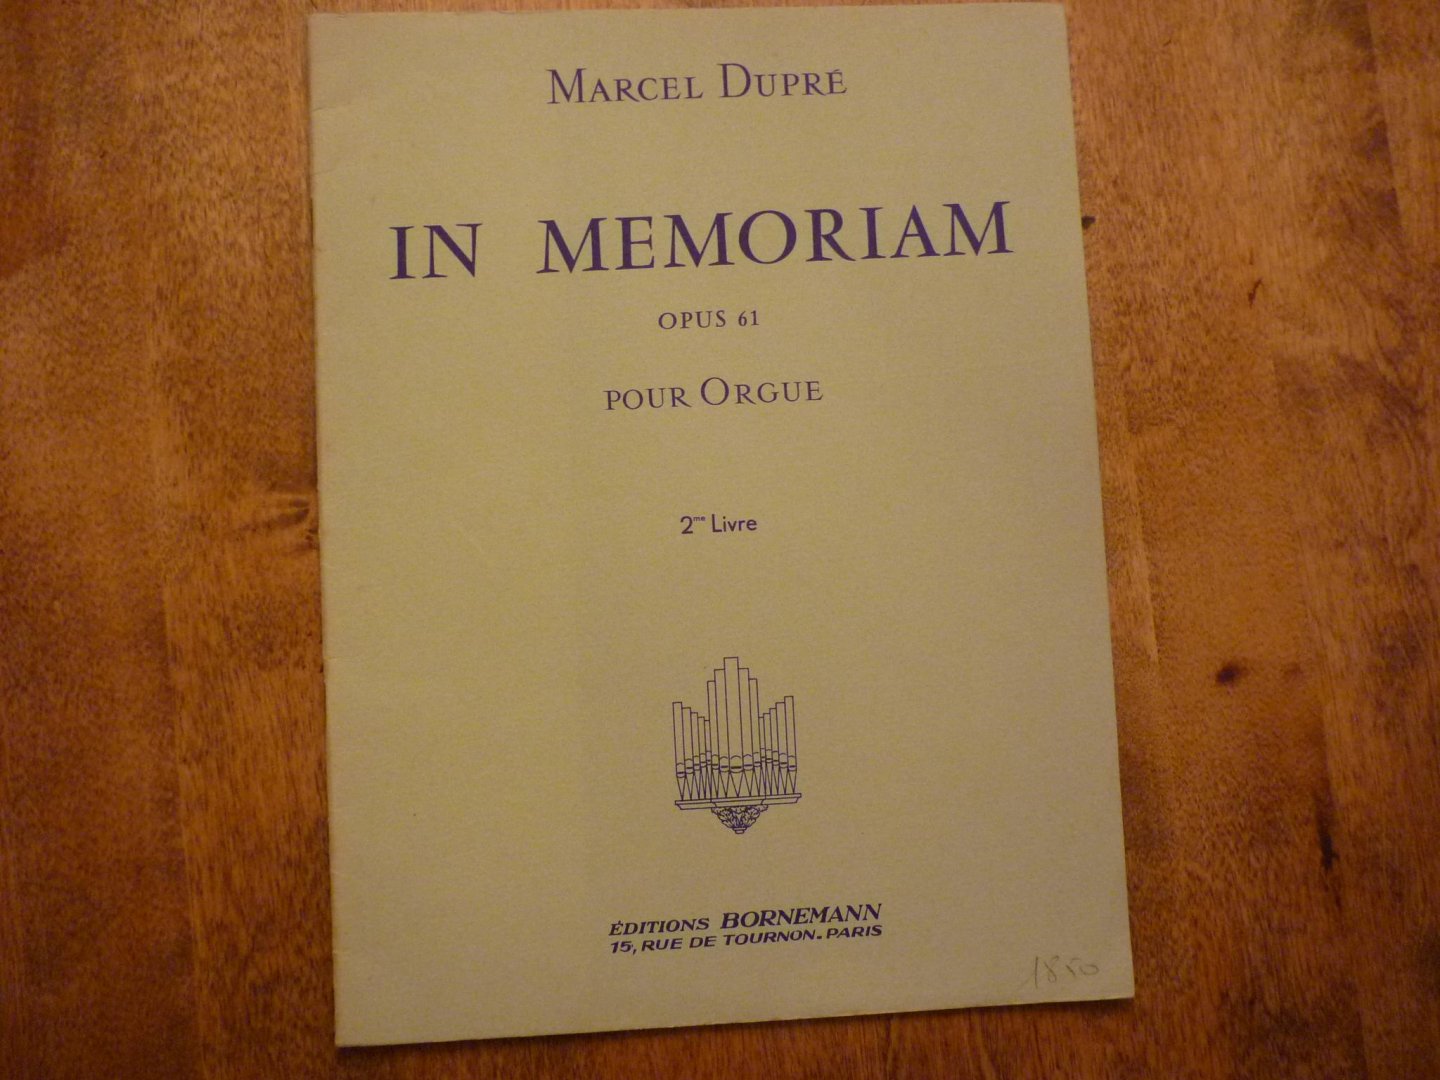 MARCEL DUPRÉ
IN MEMORIAM
OPUS 61
POUR ORGUE
2me Livre
ÉDITIONS BORNEMANN
15, RUE DE TOURNON-PARIS
1850